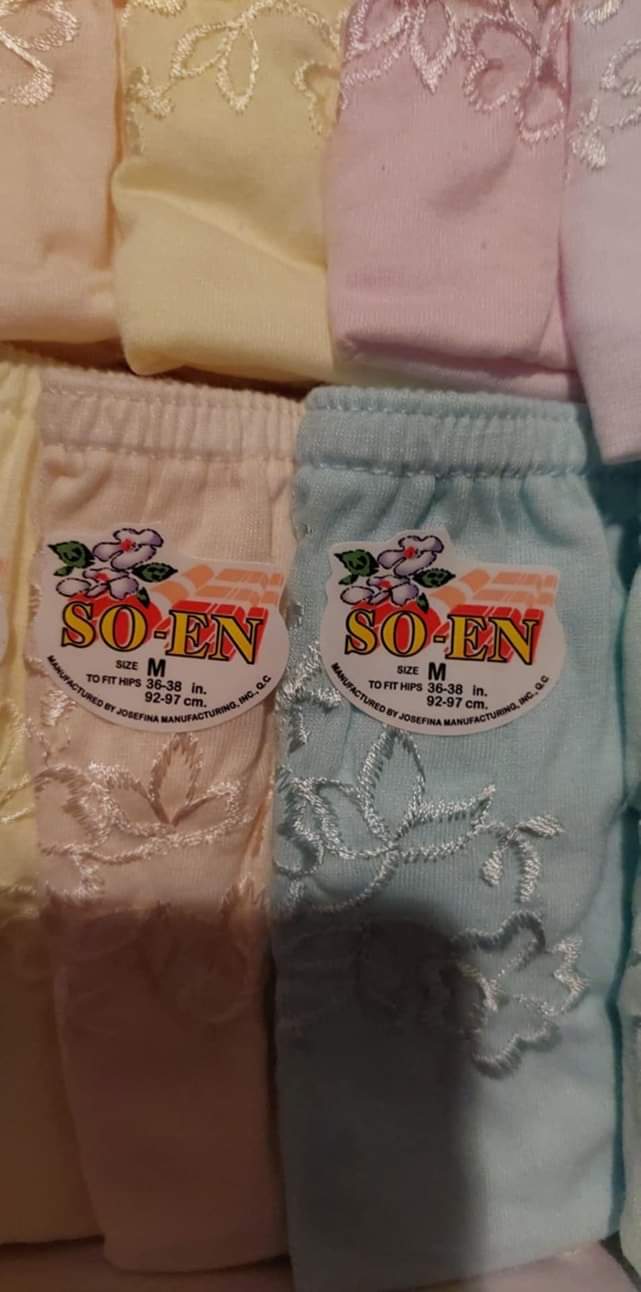 SO-EN
SIZE M
TO FIT HIPS 36-38 in.
92-97 cm.
MANUFACTURED BY JOSEFINA MANUFACTURING, INC., Q.C
SO-EN
SIZE M
TO FIT HIPS 36-38 in.
92-97 cm.
MANUFACTURED BY JOSEFINA MANUFACTURING, INC., Q.C